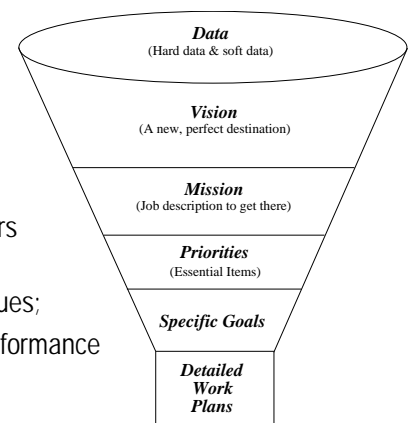 Data
(Hard data & soft data)
Vision
(A new, perfect destination)
Mission
(Job description to get there)
Priorities
(Essential Items)
Specific Goals
Detailed
Work
Plans